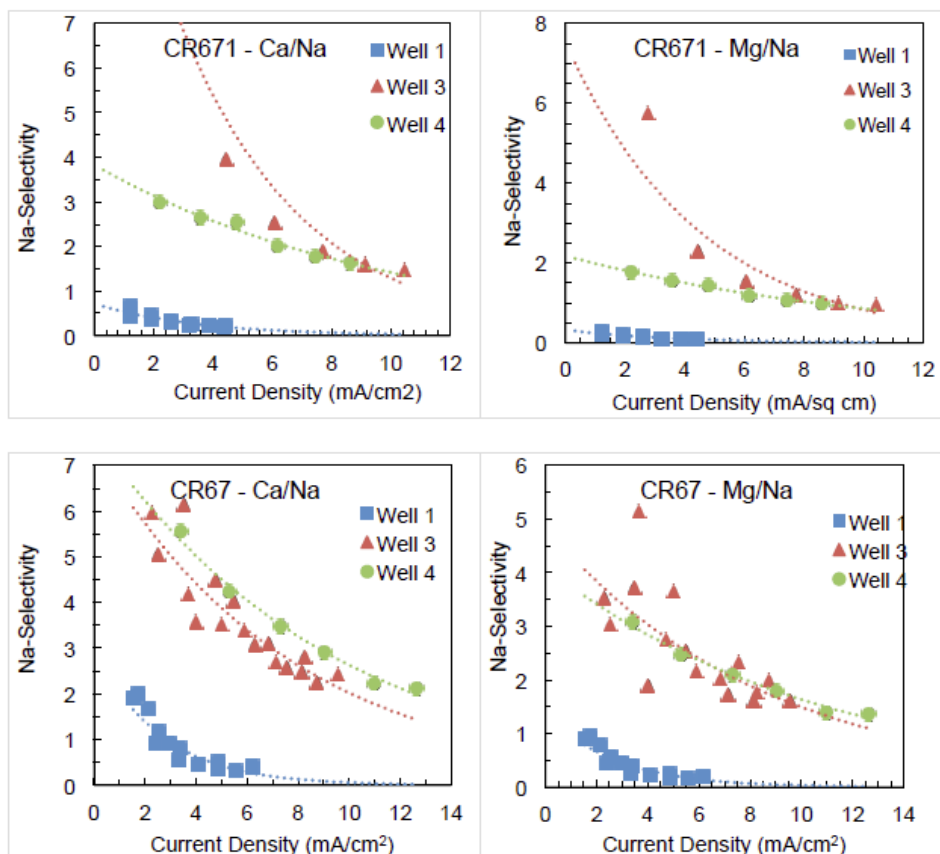 CR671 - Ca/Na
Well 1
Well 3
Well 4
Na-Selectivity
7
6
5
4
3
2
1
0
0 2 4 6 8 10 12
Current Density (mA/cm2)
CR671 - Mg/Na
Well 1
Well 3
Well 4
Na-Selectivity
8
6
4
2
0
0 2 4 6 8 10 12
Current Density (mA/sq cm)
CR67 - Ca/Na
Well 1
Well 3
Well 4
Na-Selectivity
7
6
5
4
3
2
1
0
0 2 4 6 8 10 12 14
Current Density (mA/cm²)
CR67 - Mg/Na
Well 1
Well 3
Well 4
Na-Selectivity
6
5
4
3
2
1
0
0 2 4 6 8 10 12 14
Current Density (mA/cm²)